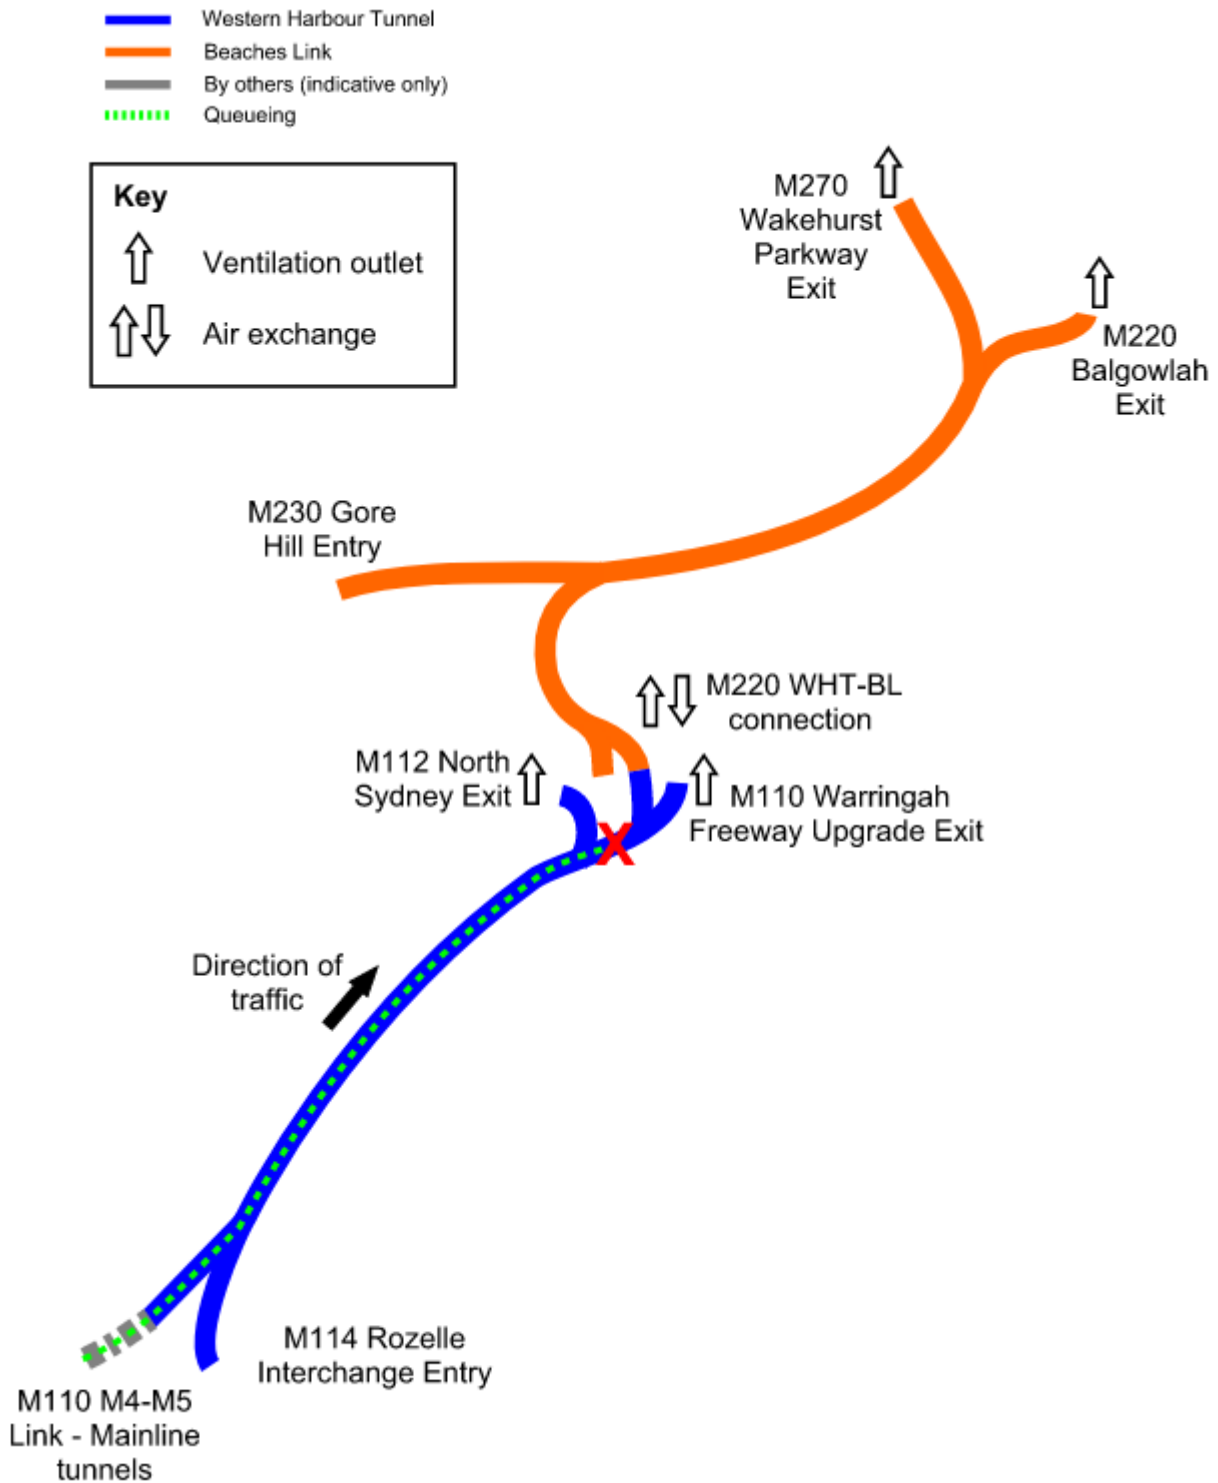 Western Harbour Tunnel
Beaches Link
By others (indicative only)
Queueing
Key
Ventilation outlet
Air exchange
M270
Wakehurst
Parkway
Exit
M220
Balgowlah
Exit
M230 Gore
Hill Entry
M220 WHT-BL
connection
M112 North
Sydney Exit
M110 Warringah
Freeway Upgrade Exit
X
Direction of
traffic
M114 Rozelle
Interchange Entry
M110 M4-M5
Link - Mainline
tunnels